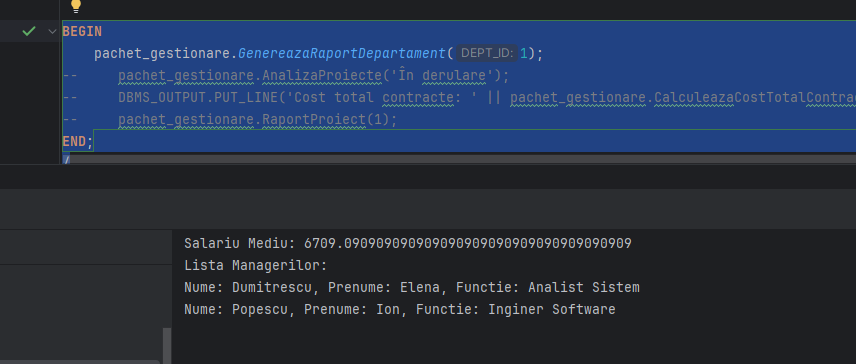 BEGIN
pachet_gestionare.GenereazaRaportDepartament( DEPT_ID: 1);
-- pachet_gestionare.AnalizaProiecte('În derulare');
-- DBMS_OUTPUT.PUT_LINE('Cost total contracte: ' || pachet_gestionare.CalculeazaCostTotalContra
-- pachet_gestionare.RaportProiect(1);
END;
/
Salariu Mediu: 6709.090909090909090909090909090909090909
Lista Managerilor:
Nume: Dumitrescu, Prenume: Elena, Functie: Analist Sistem
Nume: Popescu, Prenume: Ion, Functie: Inginer Software